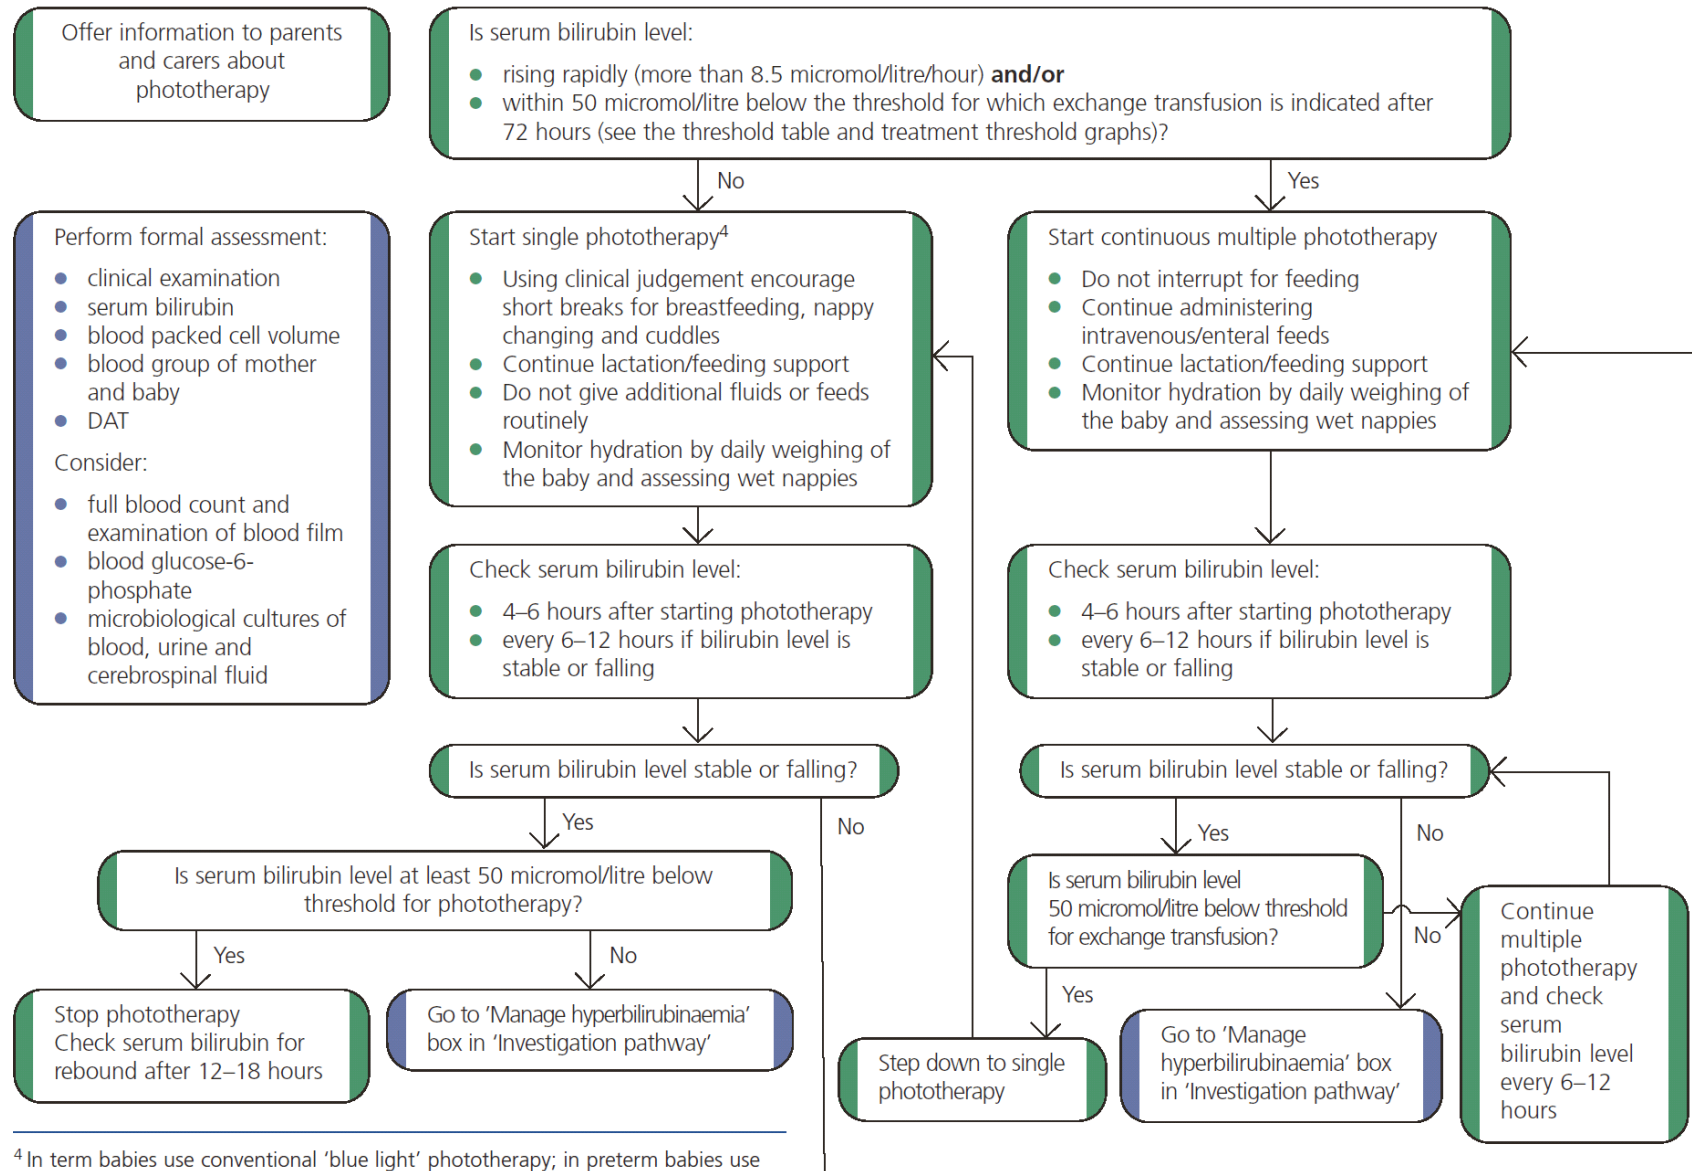 Offer information to parents
and carers about
phototherapy
Is serum bilirubin level:
● rising rapidly (more than 8.5 micromol/litre/hour) and/or
● within 50 micromol/litre below the threshold for which exchange transfusion is indicated after
72 hours (see the threshold table and treatment threshold graphs)?
No
Yes
Perform formal assessment:
● clinical examination
● serum bilirubin
● blood packed cell volume
● blood group of mother
and baby
● DAT
Consider:
● full blood count and
examination of blood film
● blood glucose-6-
phosphate
● microbiological cultures of
blood, urine and
cerebrospinal fluid
Start single phototherapy⁴
● Using clinical judgement encourage
short breaks for breastfeeding, nappy
changing and cuddles
● Continue lactation/feeding support
● Do not give additional fluids or feeds
routinely
● Monitor hydration by daily weighing of
the baby and assessing wet nappies
Start continuous multiple phototherapy
● Do not interrupt for feeding
● Continue administering
intravenous/enteral feeds
● Continue lactation/feeding support
● Monitor hydration by daily weighing of
the baby and assessing wet nappies
Check serum bilirubin level:
● 4–6 hours after starting phototherapy
● every 6–12 hours if bilirubin level is
stable or falling
Check serum bilirubin level:
● 4–6 hours after starting phototherapy
● every 6–12 hours if bilirubin level is
stable or falling
Is serum bilirubin level stable or falling?
Is serum bilirubin level stable or falling?
Yes
No
Yes
No
Is serum bilirubin level at least 50 micromol/litre below
threshold for phototherapy?
Is serum bilirubin level
50 micromol/litre below threshold
for exchange transfusion?
No
Continue
multiple
phototherapy
and check
serum
bilirubin level
every 6–12
hours
Yes
No
Yes
Stop phototherapy
Check serum bilirubin for
rebound after 12–18 hours
Go to ‘Manage hyperbilirubinaemia’
box in ‘Investigation pathway’
Step down to single
phototherapy
Go to ‘Manage
hyperbilirubinaemia’ box
in ‘Investigation pathway’
⁴ In term babies use conventional ‘blue light’ phototherapy; in preterm babies use